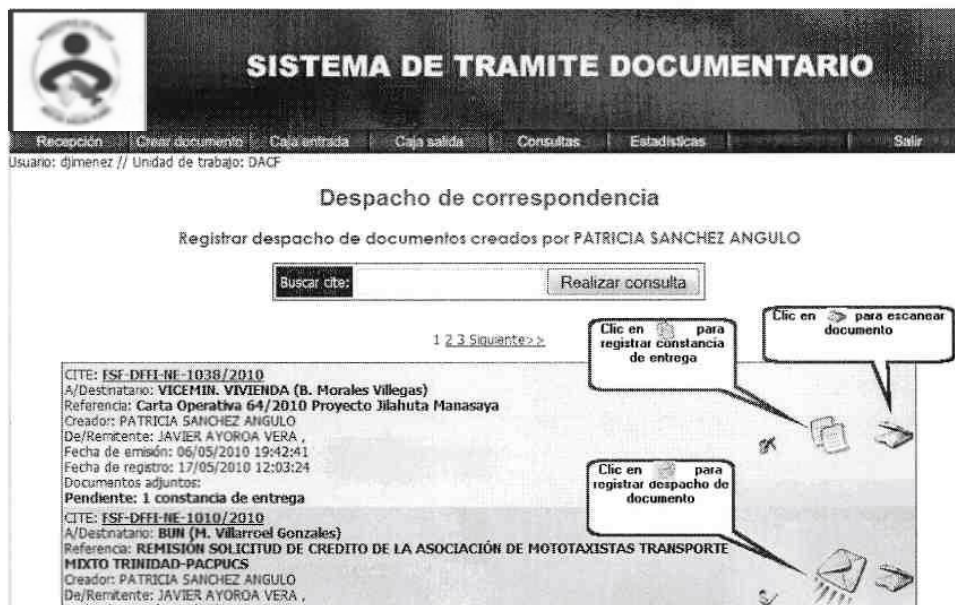 SISTEMA DE TRAMITE DOCUMENTARIO
Recepción Crear documento Caja entrada Caja salida Consultas Estadísticas Salir
Usuario: djimenez // Unidad de trabajo: DACF
Despacho de correspondencia
Registrar despacho de documentos creados por PATRICIA SANCHEZ ANGULO
Buscar cite: Realizar consulta
1 2 3 Siguiente>>
Clic en para
registrar constancia
de entrega
Clic en para escanear
documento
CITE: FSF-DFFI-NE-1038/2010
A/Destinatario: VICEMIN. VIVIENDA (B. Morales Villegas)
Referencia: Carta Operativa 64/2010 Proyecto Jilahuta Manasaya
Creador: PATRICIA SANCHEZ ANGULO
De/Remitente: JAVIER AYOROA VERA ,
Fecha de emisión: 06/05/2010 19:42:41
Fecha de registro: 17/05/2010 12:03:24
Documentos adjuntos:
Pendiente: 1 constancia de entrega
Clic en para
registrar despacho de
documento
CITE: FSF-DFFI-NE-1010/2010
A/Destinatario: BUN (M. Villarroel Gonzales)
Referencia: REMISIÓN SOLICITUD DE CREDITO DE LA ASOCIACIÓN DE MOTOTAXISTAS TRANSPORTE
MIXTO TRINIDAD-PACPUCS
Creador: PATRICIA SANCHEZ ANGULO
De/Remitente: JAVIER AYOROA VERA ,